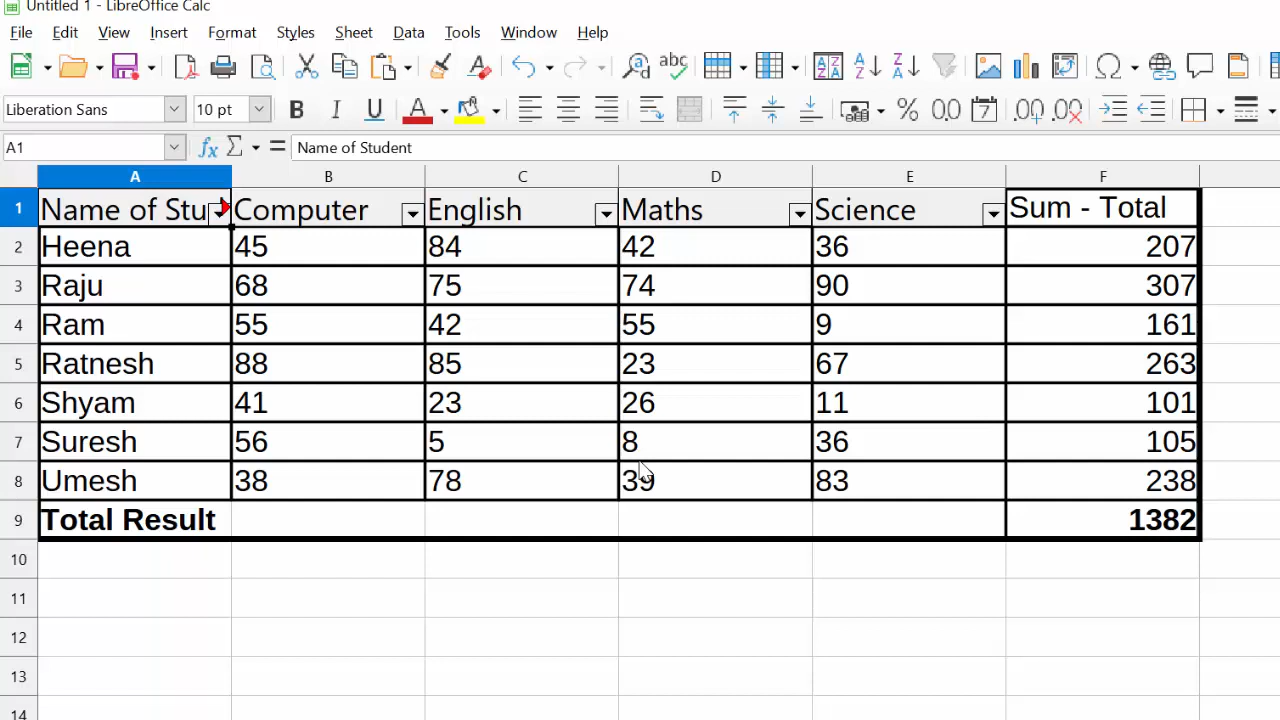 Untitled 1 - LibreOffice Calc
File Edit View Insert Format Styles Sheet Data Tools Window Help
Liberation Sans 10 pt
A1 Name of Student
A B C D E F
1 Name of Stu Computer English Maths Science Sum - Total
2 Heena 45 84 42 36 207
3 Raju 68 75 74 90 307
4 Ram 55 42 55 9 161
5 Ratnesh 88 85 23 67 263
6 Shyam 41 23 26 11 101
7 Suresh 56 5 8 36 105
8 Umesh 38 78 39 83 238
9 Total Result 1382
10
11
12
13
14